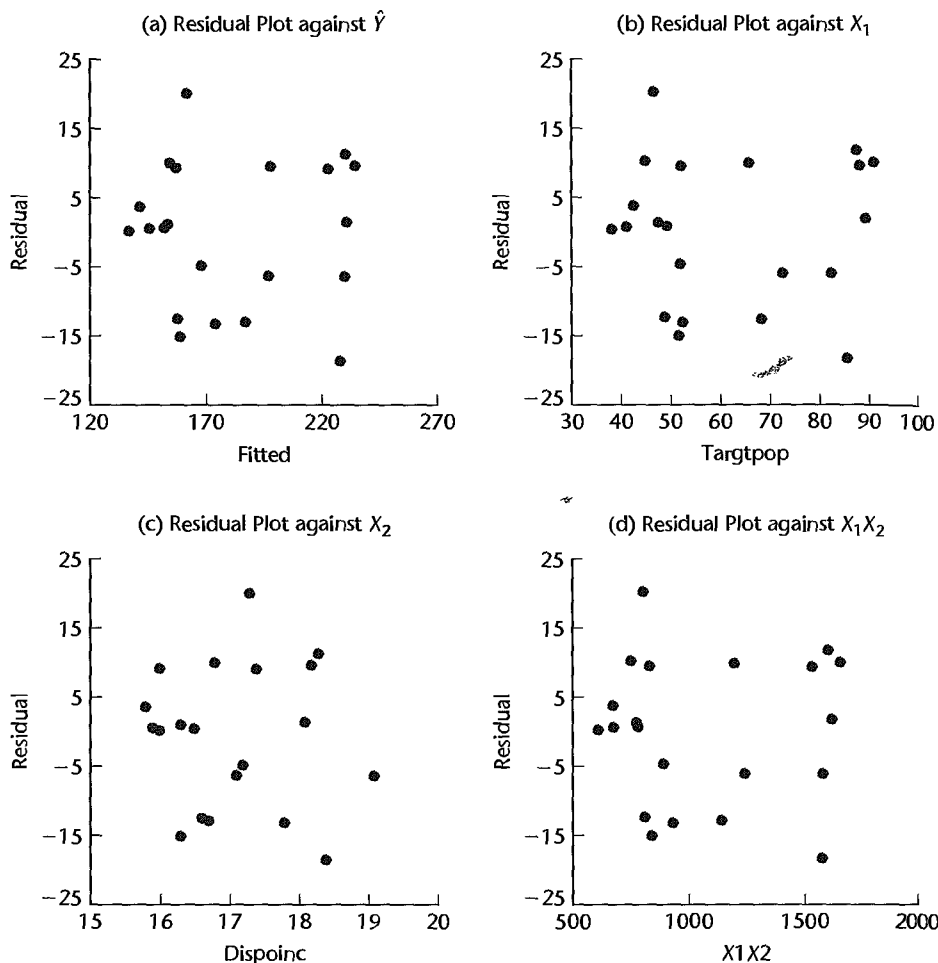 (a) Residual Plot against Ŷ
25
15
5
−5
−15
−25
Residual
120 170 220 270
Fitted
(b) Residual Plot against X₁
25
15
5
−5
−15
−25
Residual
30 40 50 60 70 80 90 100
Targtpop
(c) Residual Plot against X₂
25
15
5
−5
−15
−25
Residual
15 16 17 18 19 20
Dispoinc
(d) Residual Plot against X₁X₂
25
15
5
−5
−15
−25
Residual
500 1000 1500 2000
X1X2